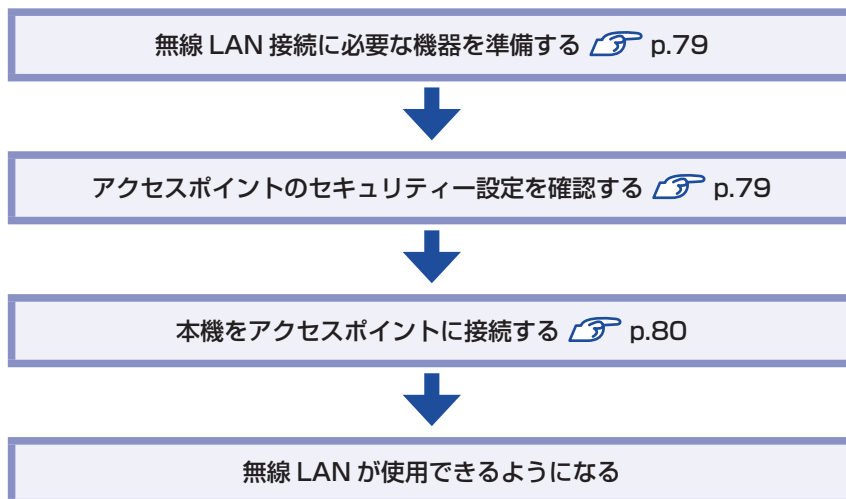 無線 LAN 接続に必要な機器を準備する p.79
アクセスポイントのセキュリティー設定を確認する p.79
本機をアクセスポイントに接続する p.80
無線 LAN が使用できるようになる